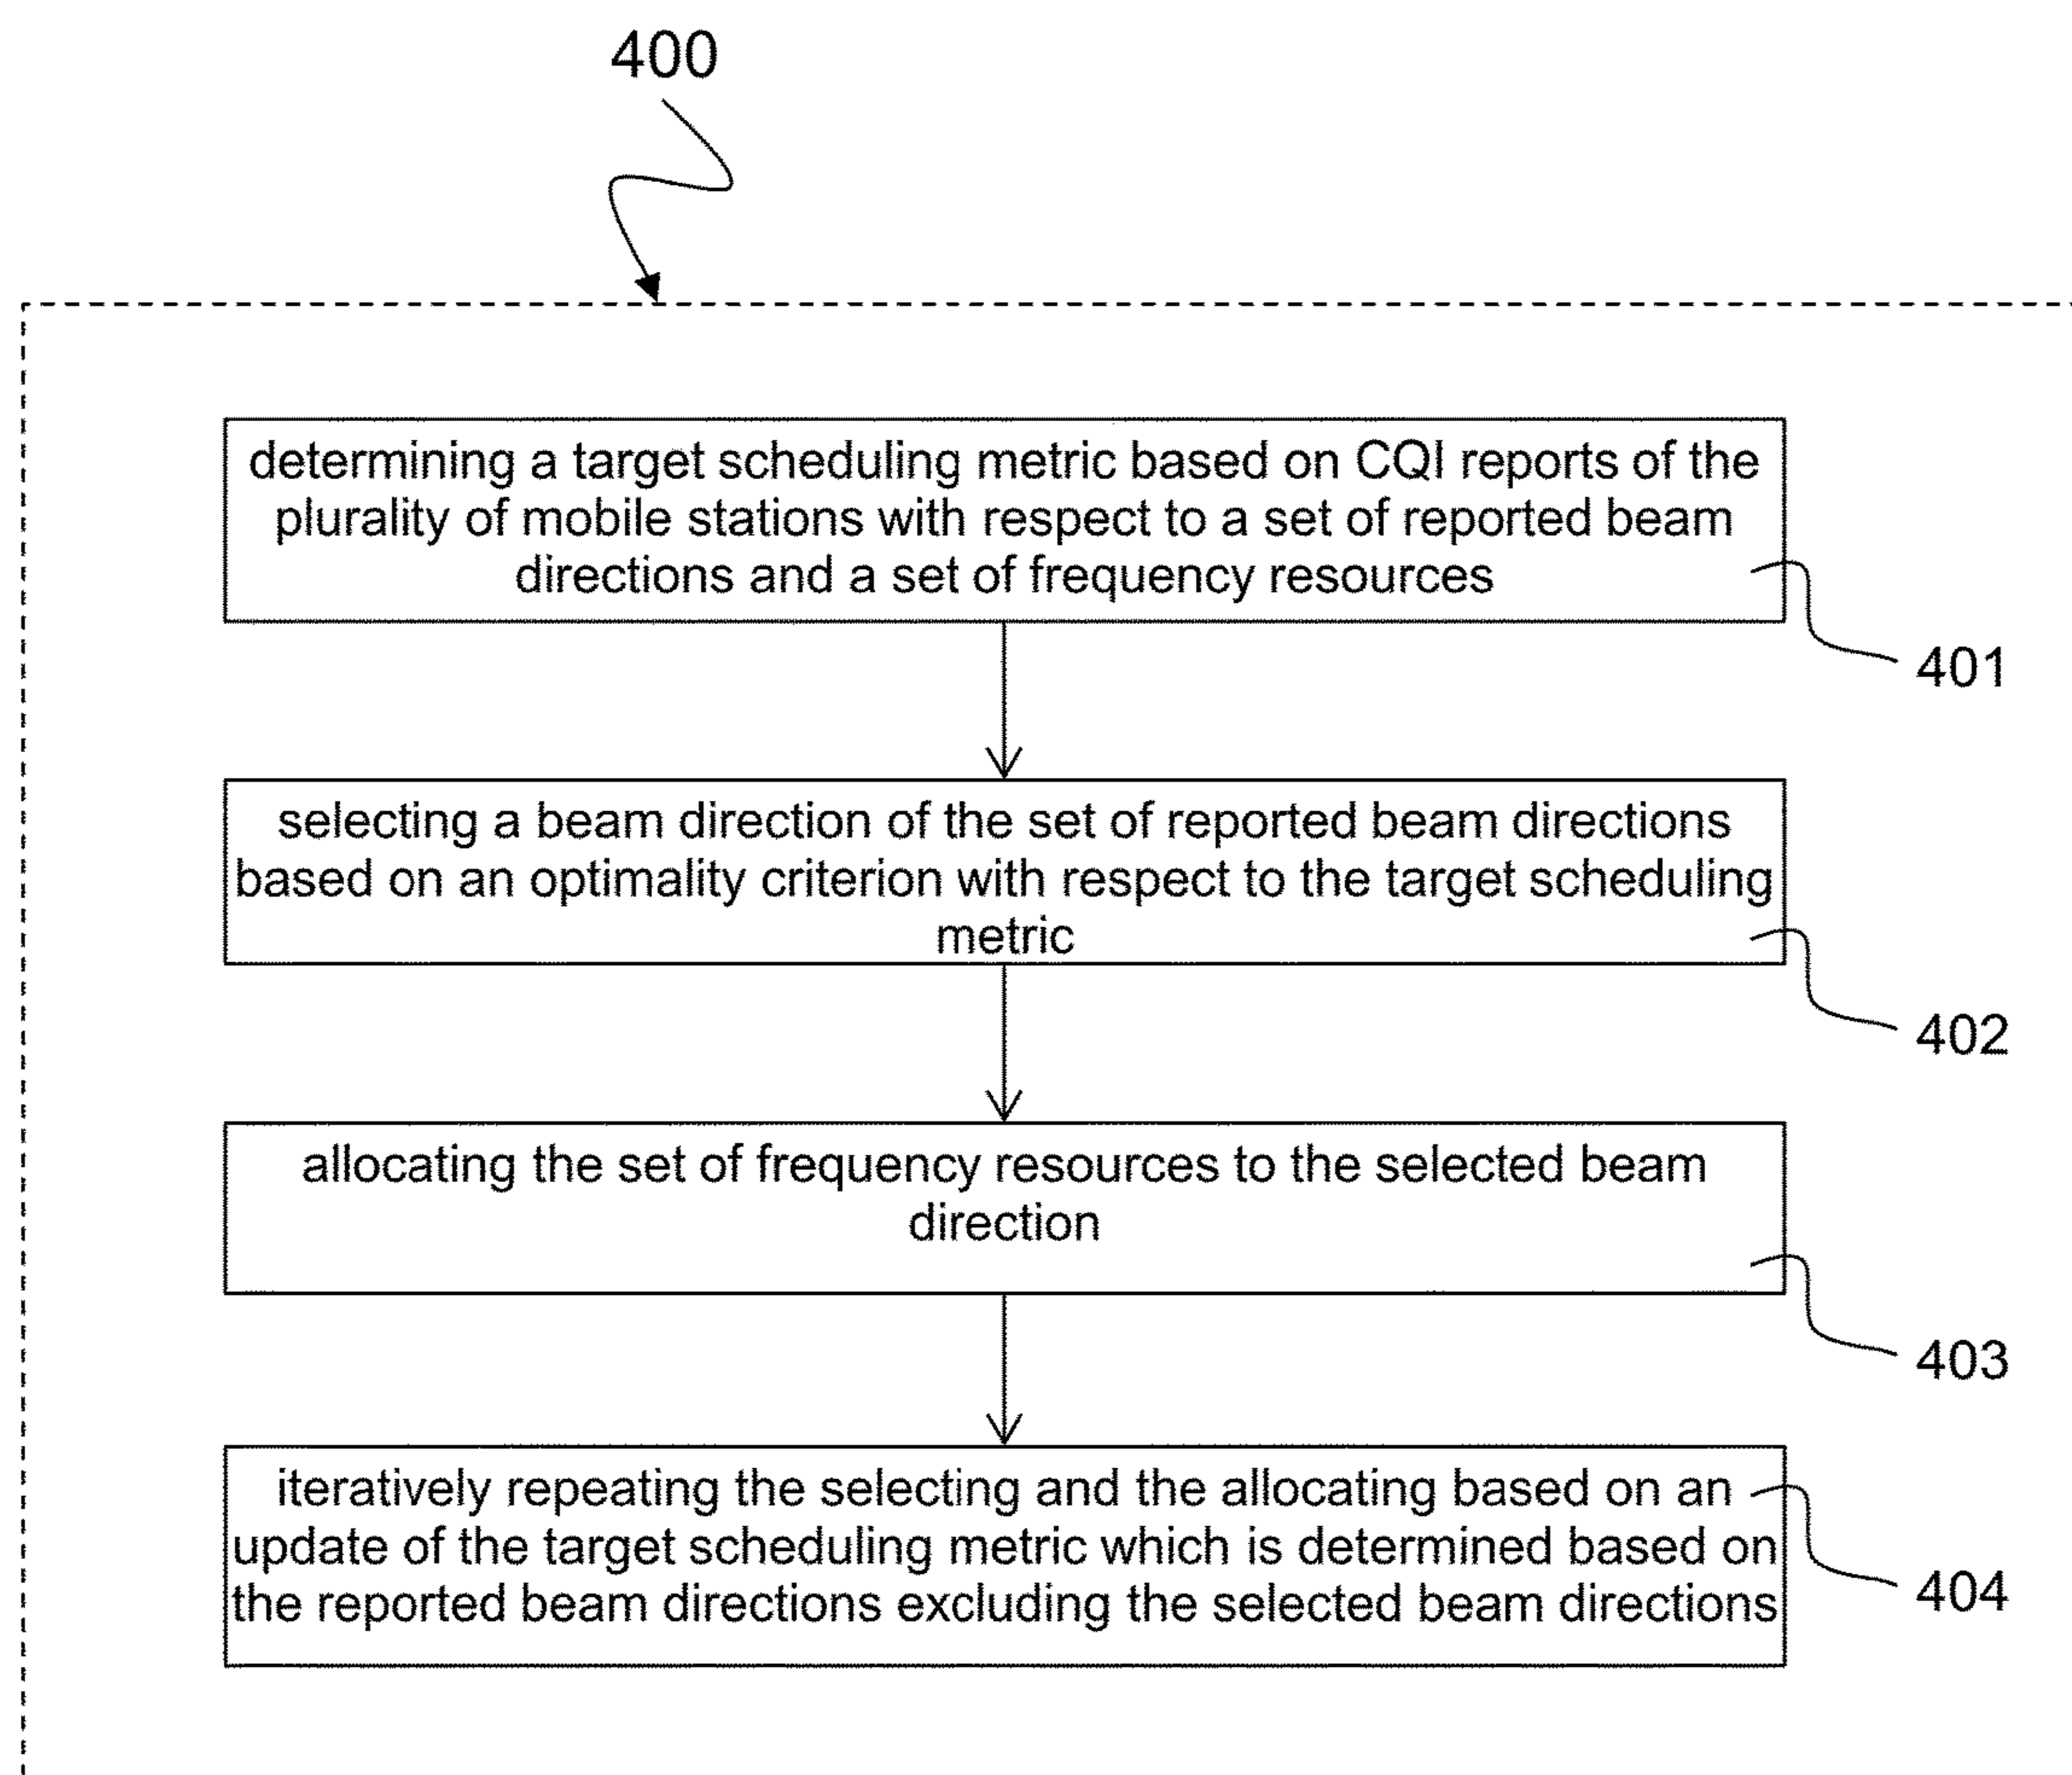 400
determining a target scheduling metric based on CQI reports of the
plurality of mobile stations with respect to a set of reported beam
directions and a set of frequency resources
401
selecting a beam direction of the set of reported beam directions
based on an optimality criterion with respect to the target scheduling
metric
402
allocating the set of frequency resources to the selected beam
direction
403
iteratively repeating the selecting and the allocating based on an
update of the target scheduling metric which is determined based on
the reported beam directions excluding the selected beam directions
404